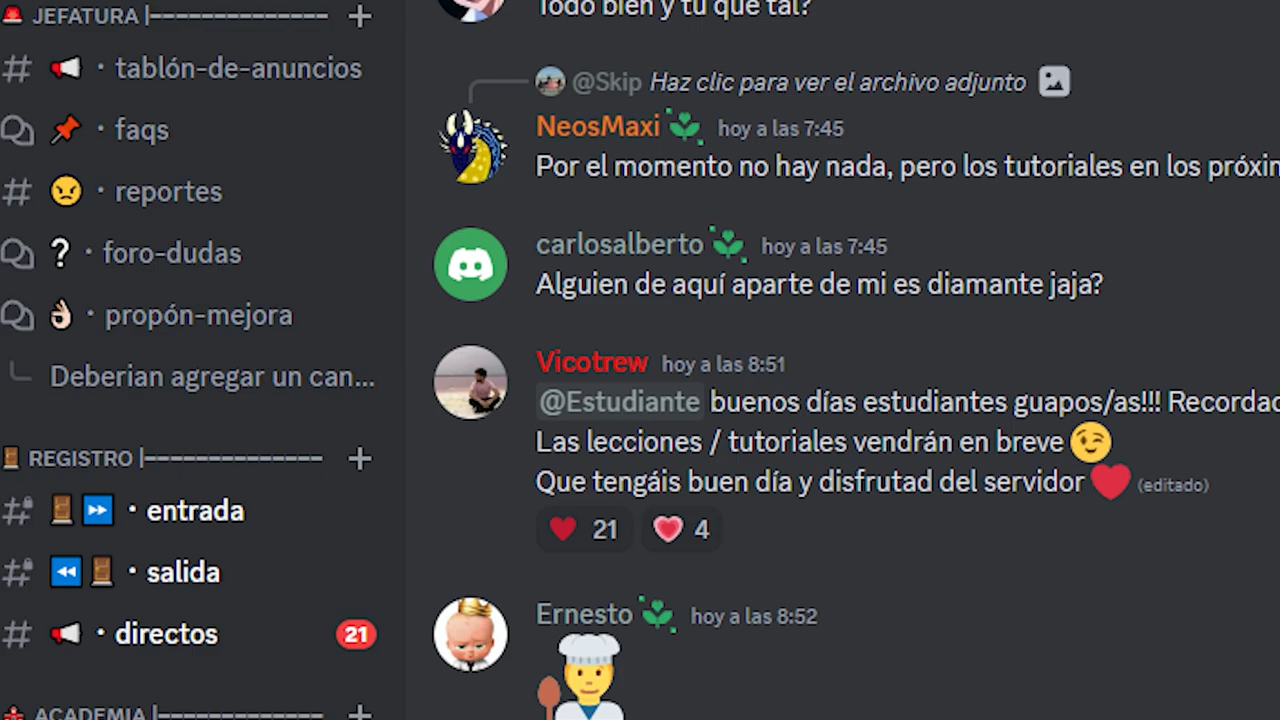 JEFATURA |--------------
tablón-de-anuncios
faqs
reportes
foro-dudas
propón-mejora
Deberian agregar un can...
REGISTRO |--------------
entrada
salida
directos
21
ACADEMIA |-------------
Todo bien y tu que tal?
@Skip Haz clic para ver el archivo adjunto
NeosMaxi hoy a las 7:45
Por el momento no hay nada, pero los tutoriales en los próxim
carlosalberto hoy a las 7:45
Alguien de aquí aparte de mi es diamante jaja?
Vicotrew hoy a las 8:51
@Estudiante buenos días estudiantes guapos/as!!! Recordad
Las lecciones / tutoriales vendrán en breve 😉
Que tengáis buen día y disfrutad del servidor ❤️ (editado)
21 4
Ernesto hoy a las 8:52